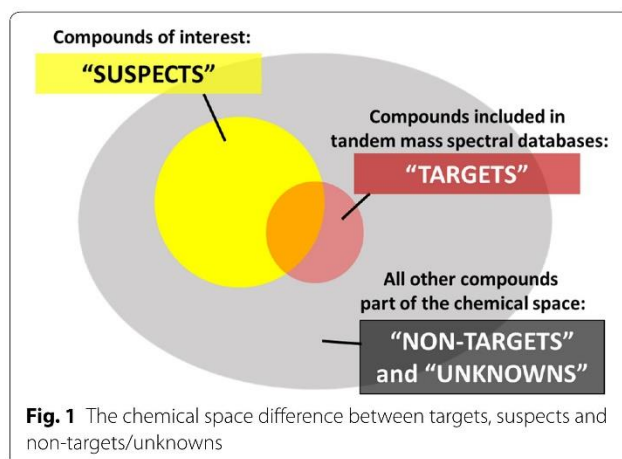 Compounds of interest:
“SUSPECTS”
Compounds included in
tandem mass spectral databases:
“TARGETS”
All other compounds
part of the chemical space:
“NON-TARGETS”
and “UNKNOWNS”
Fig. 1 The chemical space difference between targets, suspects and
non-targets/unknowns